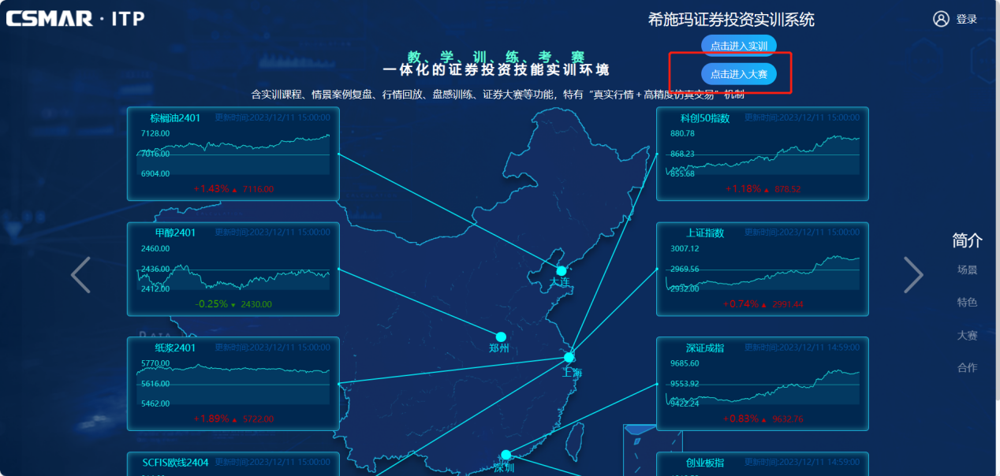 CSMAR · ITP
希施玛证券投资实训系统
登录
点击进入实训
教、学、训、练、考、赛
一体化的证券投资技能实训环境
点击进入大赛
含实训课程、情景案例复盘、行情回放、盘感训练、证券大赛等功能，特有“真实行情＋高精度仿真交易”机制
棕榈油2401 更新时间:2023/12/11 15:00:00
7128.00
7016.00
6904.00
+1.43% ▲ 7116.00
科创50指数 更新时间:2023/12/11 15:00:00
880.78
868.23
855.68
+1.18% ▲ 878.52
甲醇2401 更新时间:2023/12/11 15:00:00
2460.00
2436.00
2412.00
-0.25% ▼ 2430.00
上证指数 更新时间:2023/12/11 15:00:00
3007.12
2969.56
2932.00
+0.74% ▲ 2991.44
纸浆2401 更新时间:2023/12/11 15:00:00
5770.00
5616.00
5462.00
+1.89% ▲ 5722.00
深证成指 更新时间:2023/12/11 14:59:00
9685.60
9553.92
9422.24
+0.83% ▲ 9632.76
SCFIS欧线2404 更新时间:2023/12/11 15:00:00
创业板指 更新时间:2023/12/11 14:59:00
大连
郑州
上海
深圳
简介
场景
特色
大赛
合作